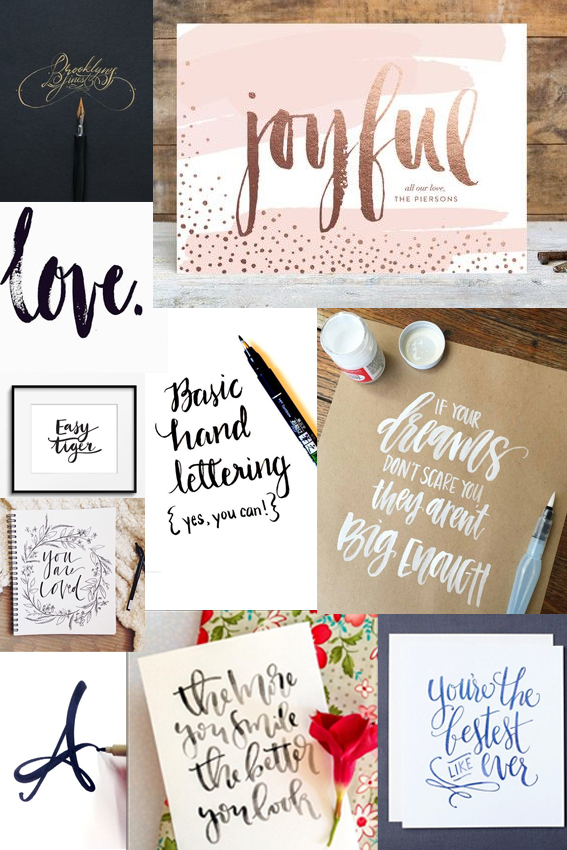 Brooklyn's
finest
joyful
all our love,
THE PIERSONS
love.
Easy
tiger
Basic
hand
lettering
{ yes, you can! }
IF YOUR
dreams
DON'T SCARE YOU
they aren't
BIG ENOUGH
you
are
loved
A
the more
you smile
the better
you look
You're the
bestest
LIKE ever